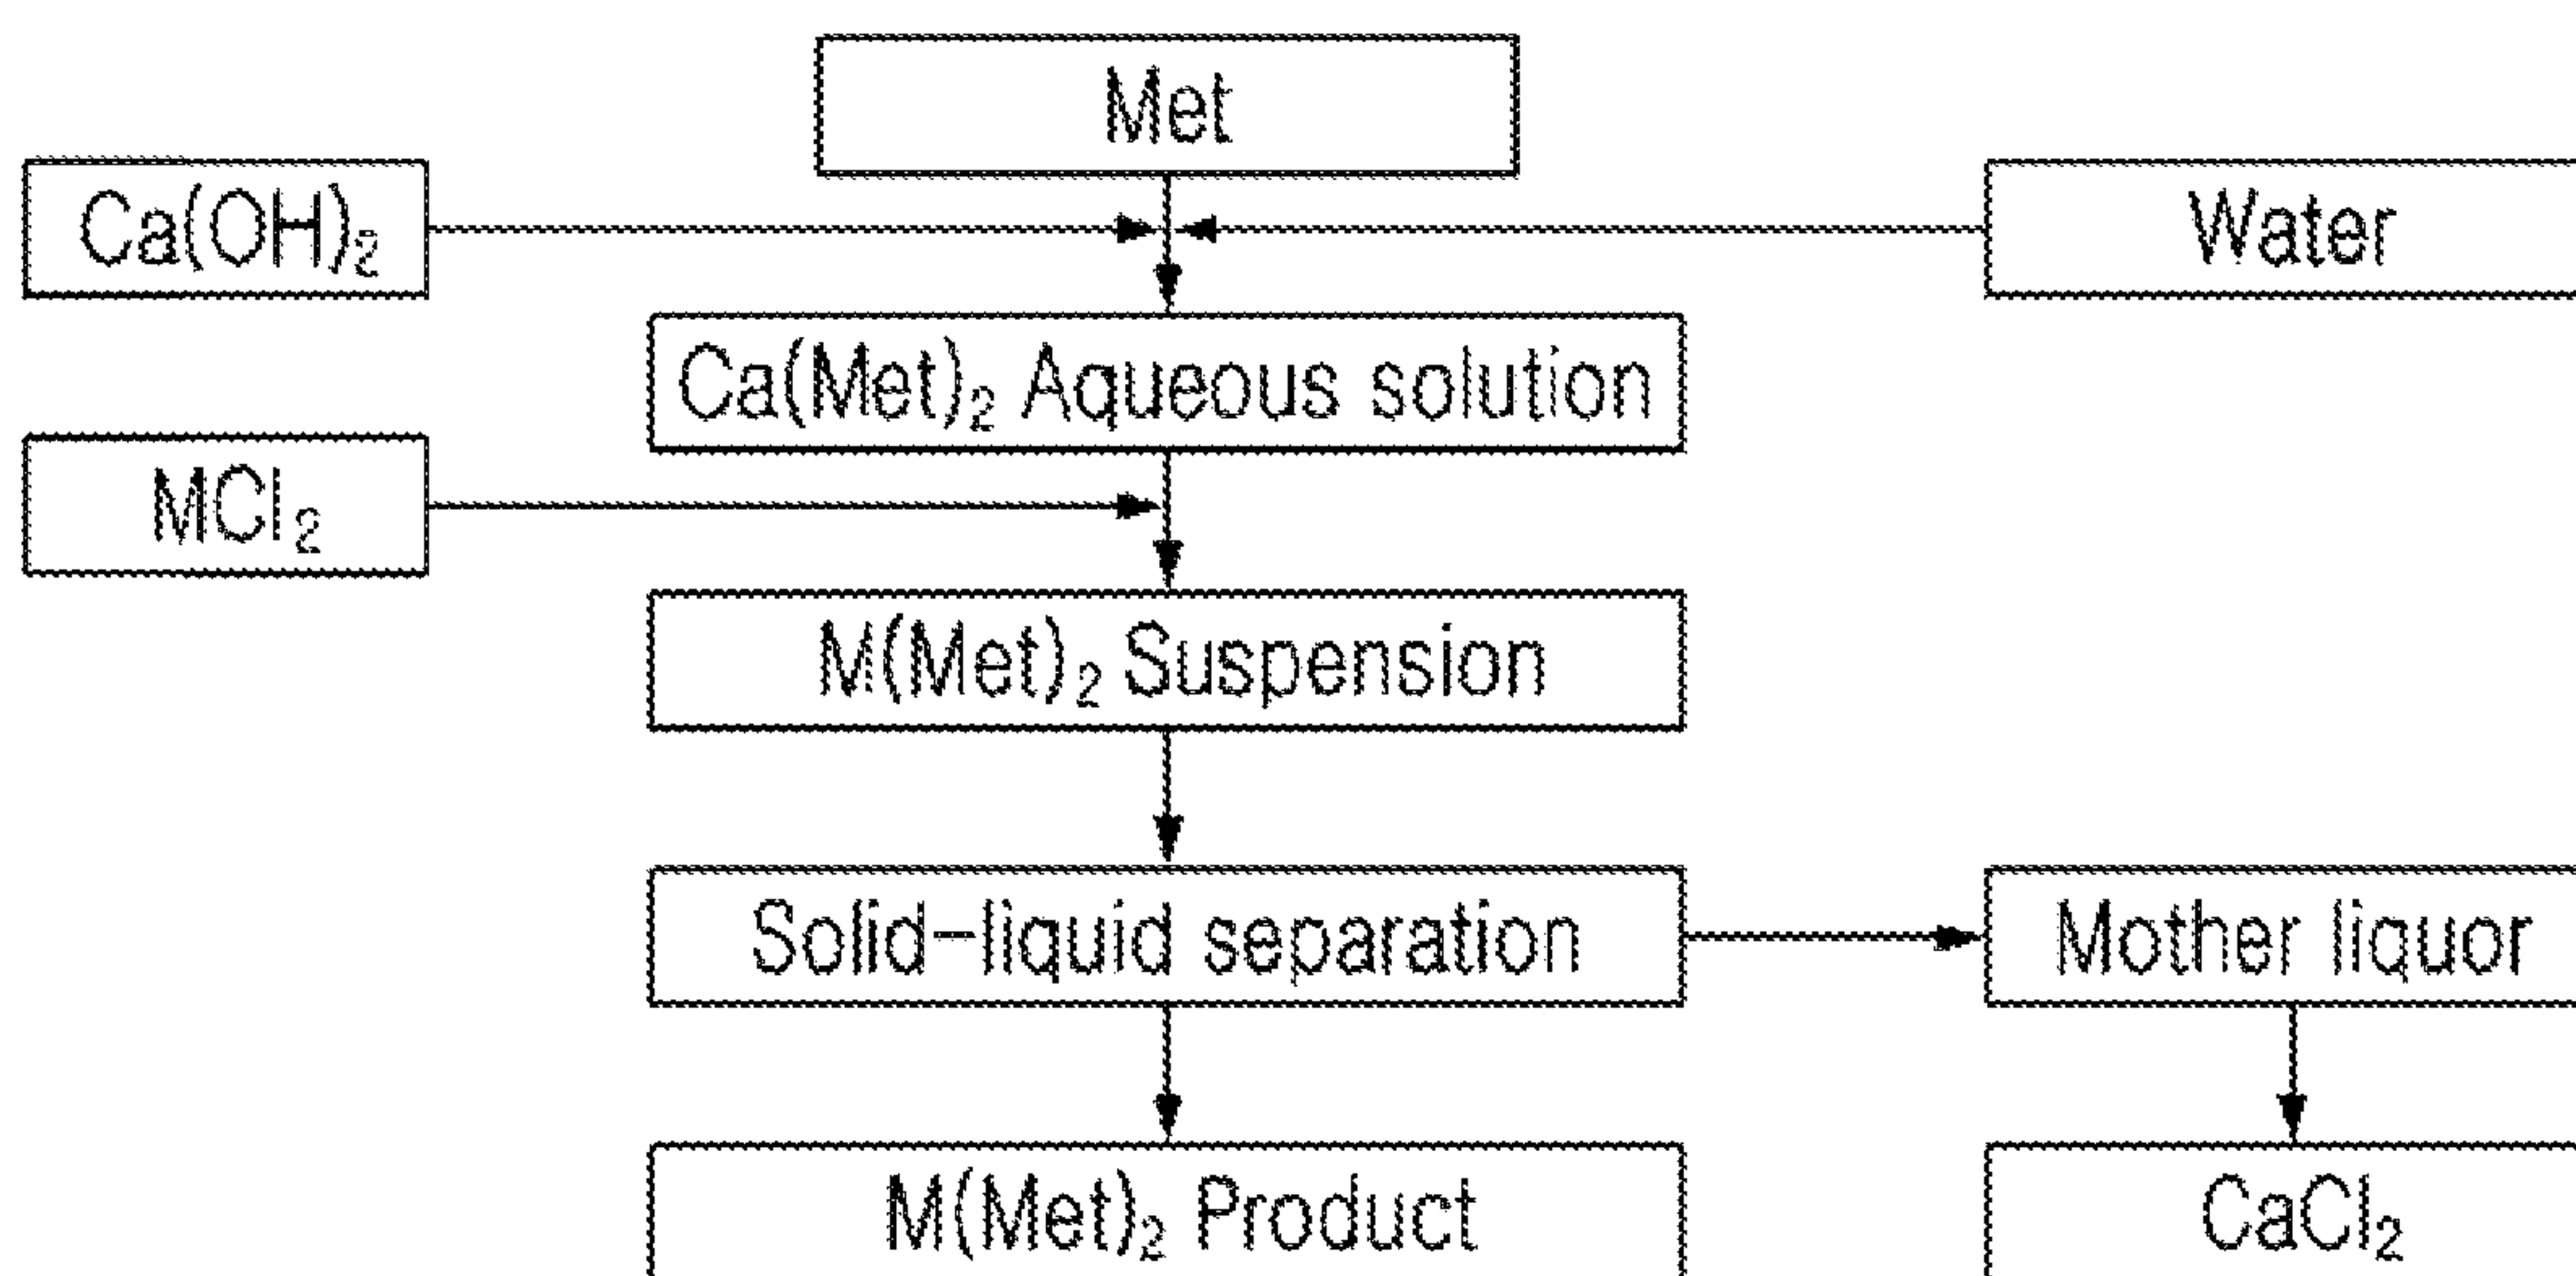 Met
Ca(OH)₂
Water
Ca(Met)₂ Aqueous solution
MCl₂
M(Met)₂ Suspension
Solid-liquid separation
Mother liquor
M(Met)₂ Product
CaCl₂